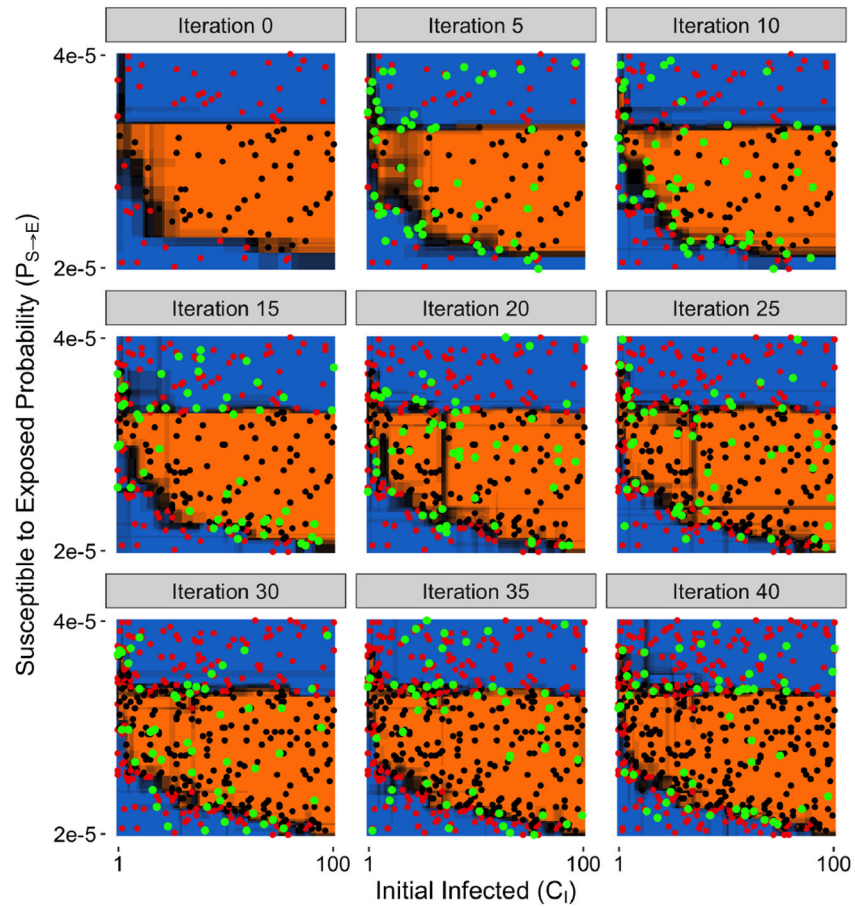 Iteration 0
Iteration 5
Iteration 10
4e-5
2e-5
Iteration 15
Iteration 20
Iteration 25
4e-5
2e-5
Iteration 30
Iteration 35
Iteration 40
4e-5
2e-5
1
100
1
100
1
100
Susceptible to Exposed Probability (P_S→E)
Initial Infected (C_I)